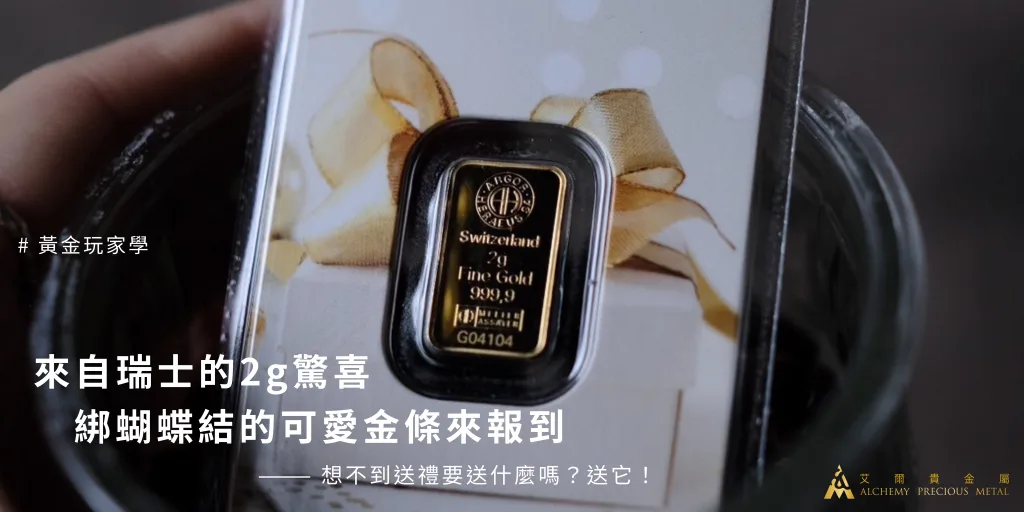 # 黃金玩家學
ARGOR HERAEUS SA
Switzerland
2g
Fine Gold
999,9
MELTER
ASSAYER
G04104
來自瑞士的2g驚喜
綁蝴蝶結的可愛金條來報到
—— 想不到送禮要送什麼嗎？送它！
艾爾貴金屬
ALCHEMY PRECIOUS METAL